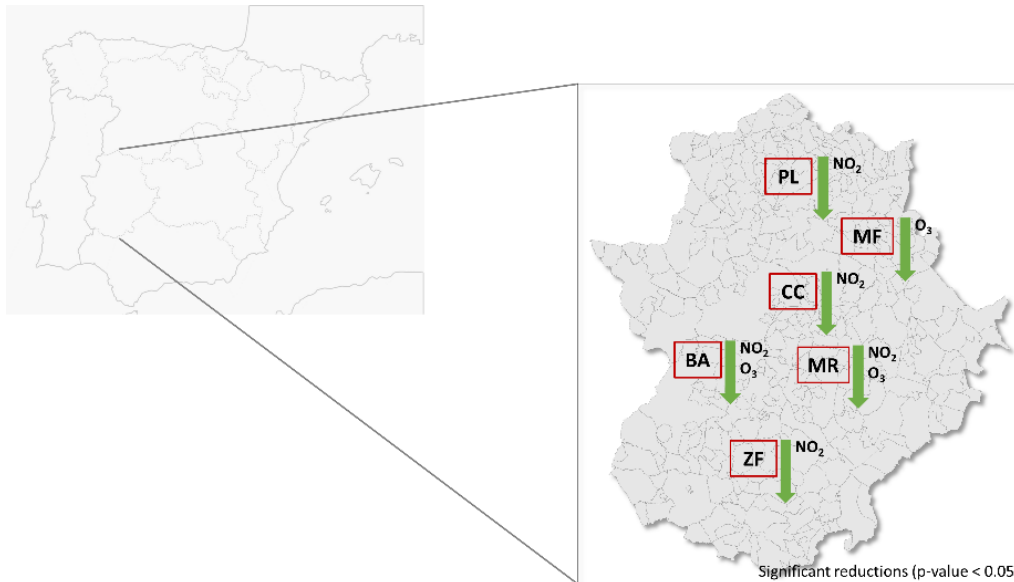 PL
NO₂
MF
O₃
CC
NO₂
BA
NO₂
O₃
MR
NO₂
O₃
ZF
NO₂
Significant reductions (p-value < 0.05